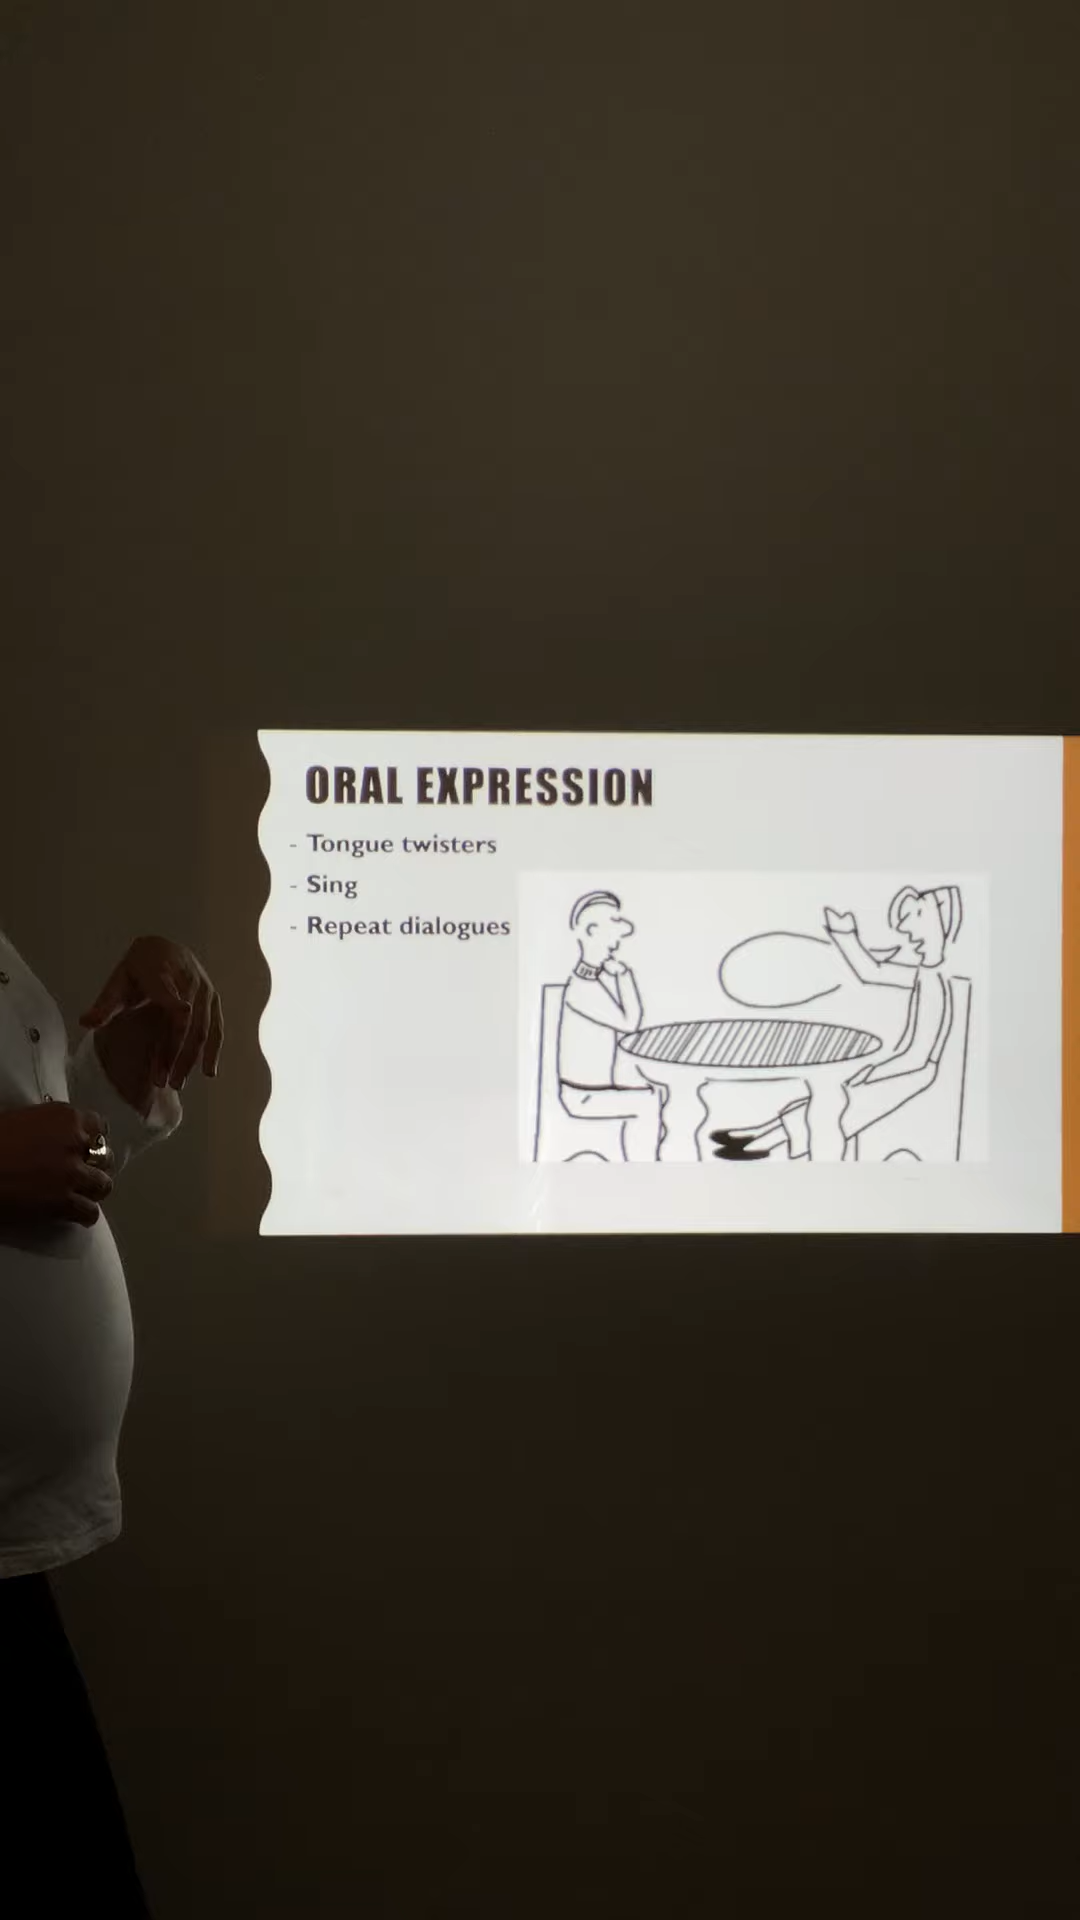 ORAL EXPRESSION
- Tongue twisters
- Sing
- Repeat dialogues